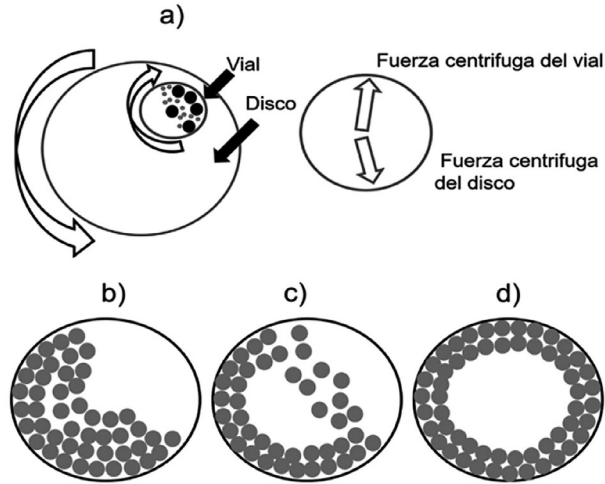 a)
Vial
Disco
Fuerza centrifuga del vial
Fuerza centrifuga
del disco
b)
c)
d)